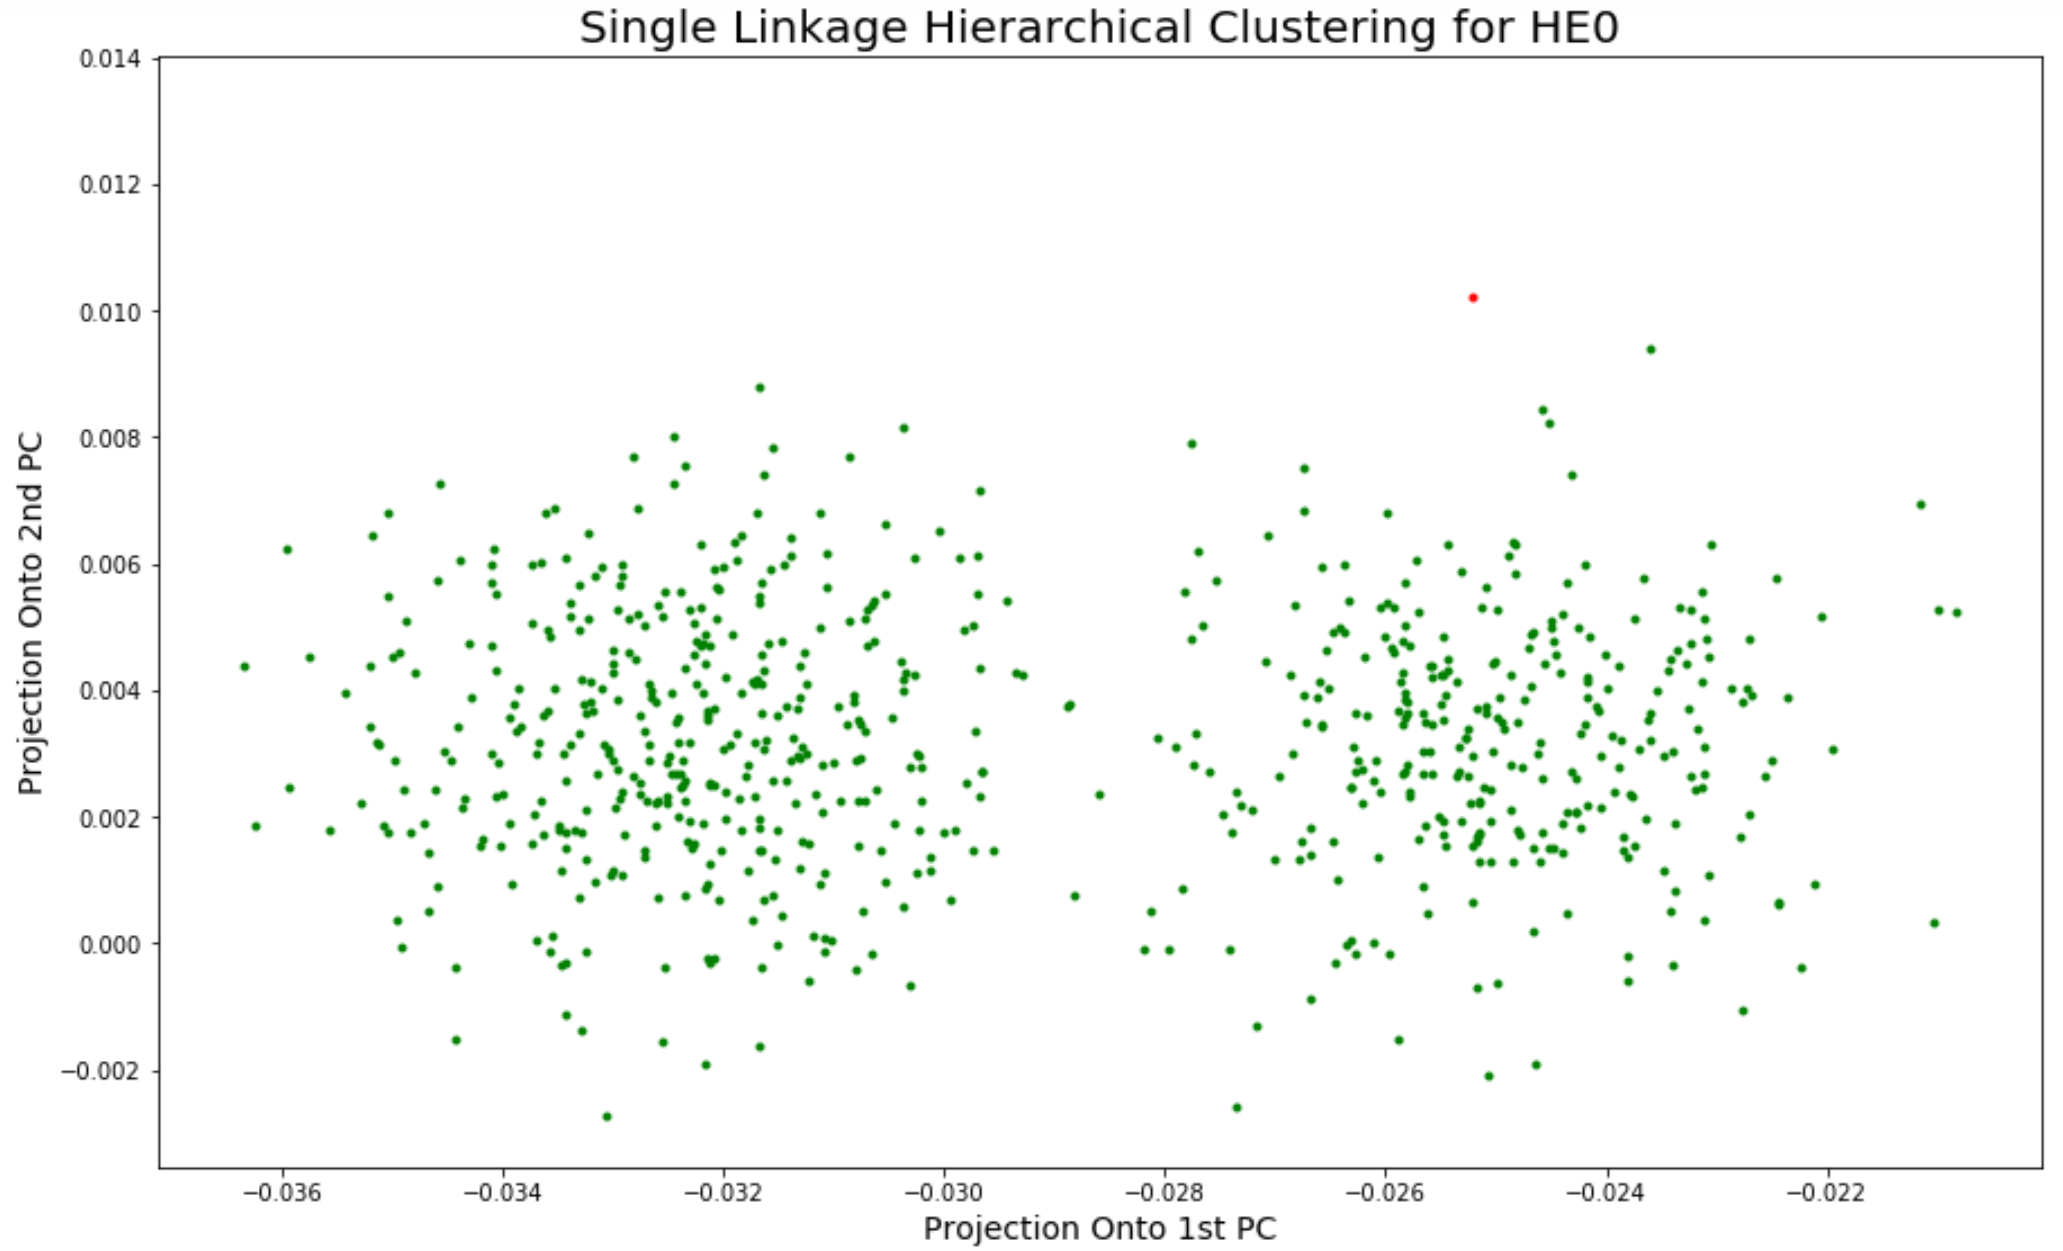 Single Linkage Hierarchical Clustering for HE0
0.014
0.012
0.010
0.008
0.006
0.004
0.002
0.000
−0.002
Projection Onto 2nd PC
−0.036 −0.034 −0.032 −0.030 −0.028 −0.026 −0.024 −0.022
Projection Onto 1st PC